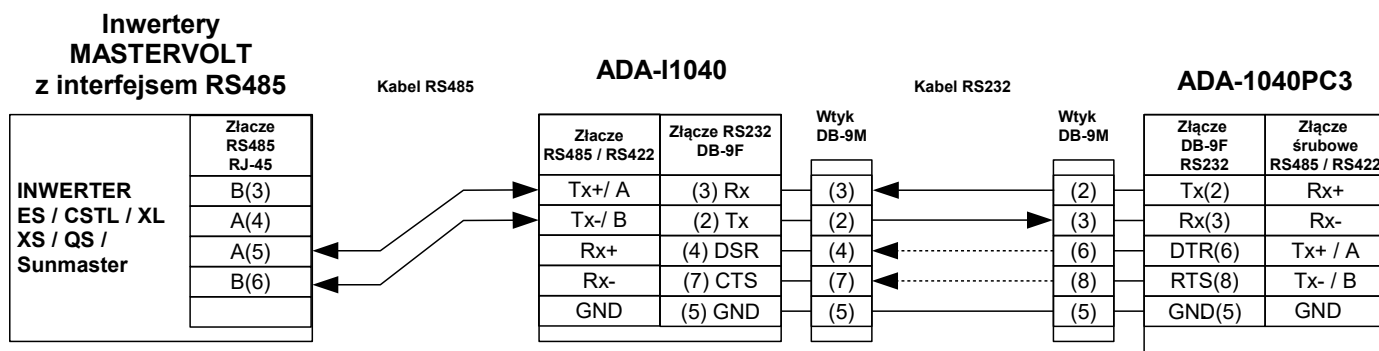 Inwertery
MASTERVOLT
z interfejsem RS485
Kabel RS485
ADA-I1040
Kabel RS232
ADA-1040PC3
Złacze
RS485
RJ-45
INWERTER
ES / CSTL / XL
XS / QS /
Sunmaster
B(3)
A(4)
A(5)
B(6)
Złacze
RS485 / RS422
Złącze RS232
DB-9F
Tx+/ A
(3) Rx
Tx-/ B
(2) Tx
Rx+
(4) DSR
Rx-
(7) CTS
GND
(5) GND
Wtyk
DB-9M
(3)
(2)
(4)
(7)
(5)
Wtyk
DB-9M
(2)
(3)
(6)
(8)
(5)
Złącze
DB-9F
RS232
Złącze
śrubowe
RS485 / RS422
Tx(2)
Rx+
Rx(3)
Rx-
DTR(6)
Tx+ / A
RTS(8)
Tx- / B
GND(5)
GND